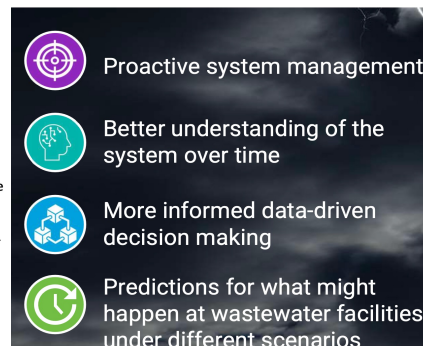 Proactive system management
Better understanding of the
system over time
More informed data-driven
decision making
Predictions for what might
happen at wastewater facilities
under different scenarios